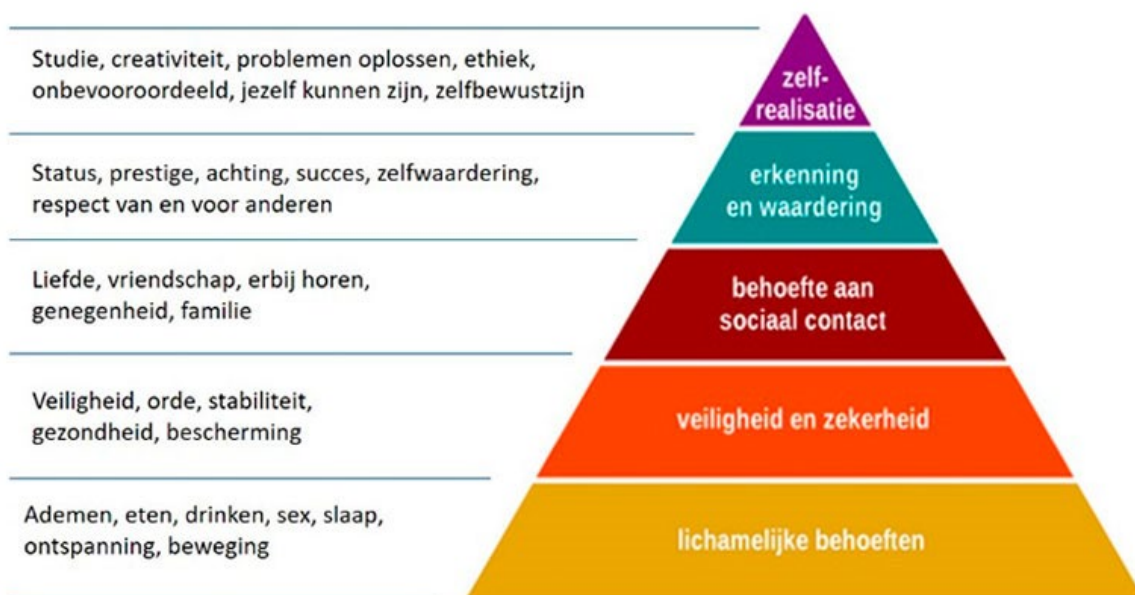 Studie, creativiteit, problemen oplossen, ethiek,
onbevooroordeeld, jezelf kunnen zijn, zelfbewustzijn
zelf-
realisatie
Status, prestige, achting, succes, zelfwaardering,
respect van en voor anderen
erkenning
en waardering
Liefde, vriendschap, erbij horen,
genegenheid, familie
behoefte aan
sociaal contact
Veiligheid, orde, stabiliteit,
gezondheid, bescherming
veiligheid en zekerheid
Ademen, eten, drinken, sex, slaap,
ontspanning, beweging
lichamelijke behoeften